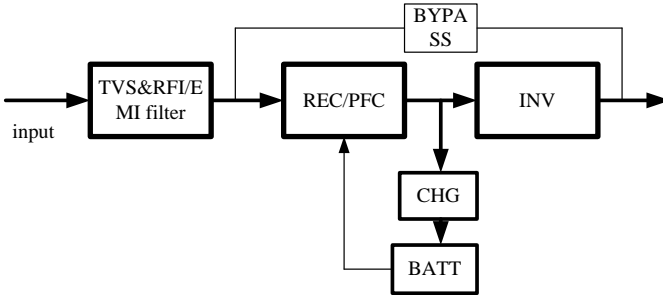 BYPA
SS
TVS&RFI/E
MI filter
REC/PFC
INV
input
CHG
BATT